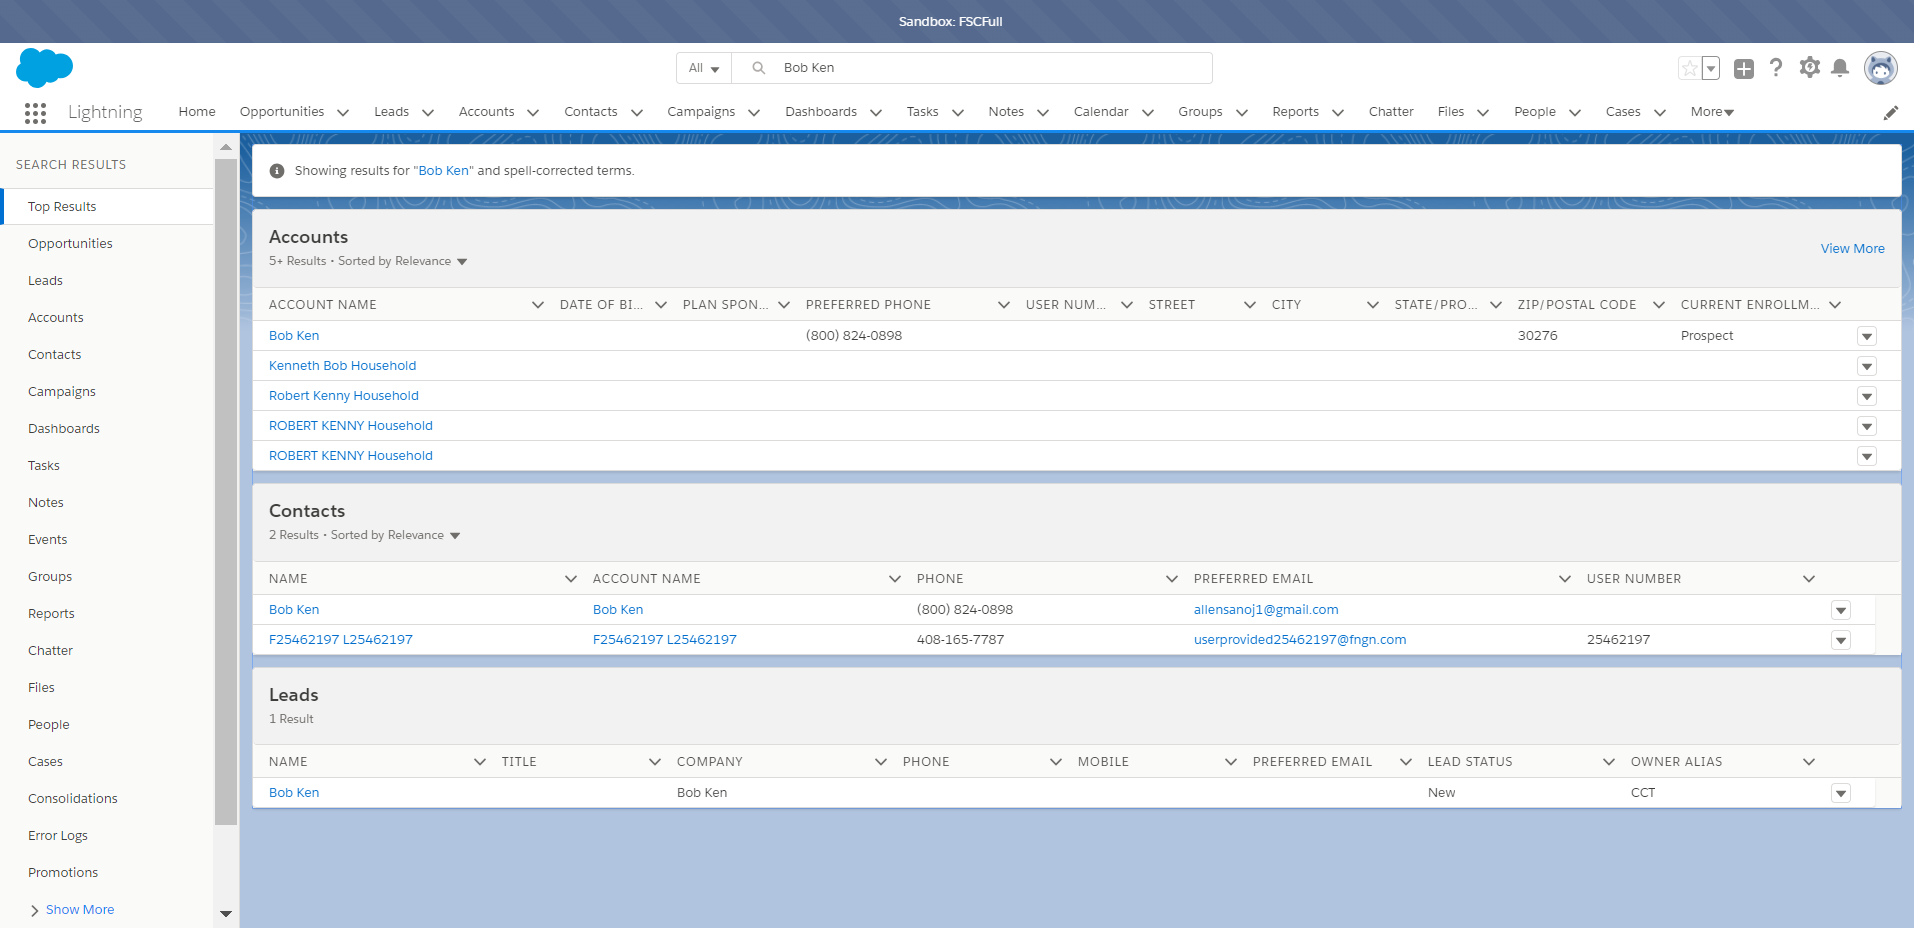 Sandbox: FSCFull
All
Bob Ken
Lightning
Home Opportunities Leads Accounts Contacts Campaigns Dashboards Tasks Notes Calendar Groups Reports Chatter Files People Cases More
SEARCH RESULTS
Top Results
Opportunities
Leads
Accounts
Contacts
Campaigns
Dashboards
Tasks
Notes
Events
Groups
Reports
Chatter
Files
People
Cases
Consolidations
Error Logs
Promotions
Show More
Showing results for "Bob Ken" and spell-corrected terms.
Accounts
5+ Results • Sorted by Relevance
View More
ACCOUNT NAME DATE OF BI... PLAN SPON... PREFERRED PHONE USER NUM... STREET CITY STATE/PRO... ZIP/POSTAL CODE CURRENT ENROLLM...
Bob Ken (800) 824-0898 30276 Prospect
Kenneth Bob Household
Robert Kenny Household
ROBERT KENNY Household
ROBERT KENNY Household
Contacts
2 Results • Sorted by Relevance
NAME ACCOUNT NAME PHONE PREFERRED EMAIL USER NUMBER
Bob Ken Bob Ken (800) 824-0898 allensanoj1@gmail.com
F25462197 L25462197 F25462197 L25462197 408-165-7787 userprovided25462197@fngn.com 25462197
Leads
1 Result
NAME TITLE COMPANY PHONE MOBILE PREFERRED EMAIL LEAD STATUS OWNER ALIAS
Bob Ken Bob Ken New CCT